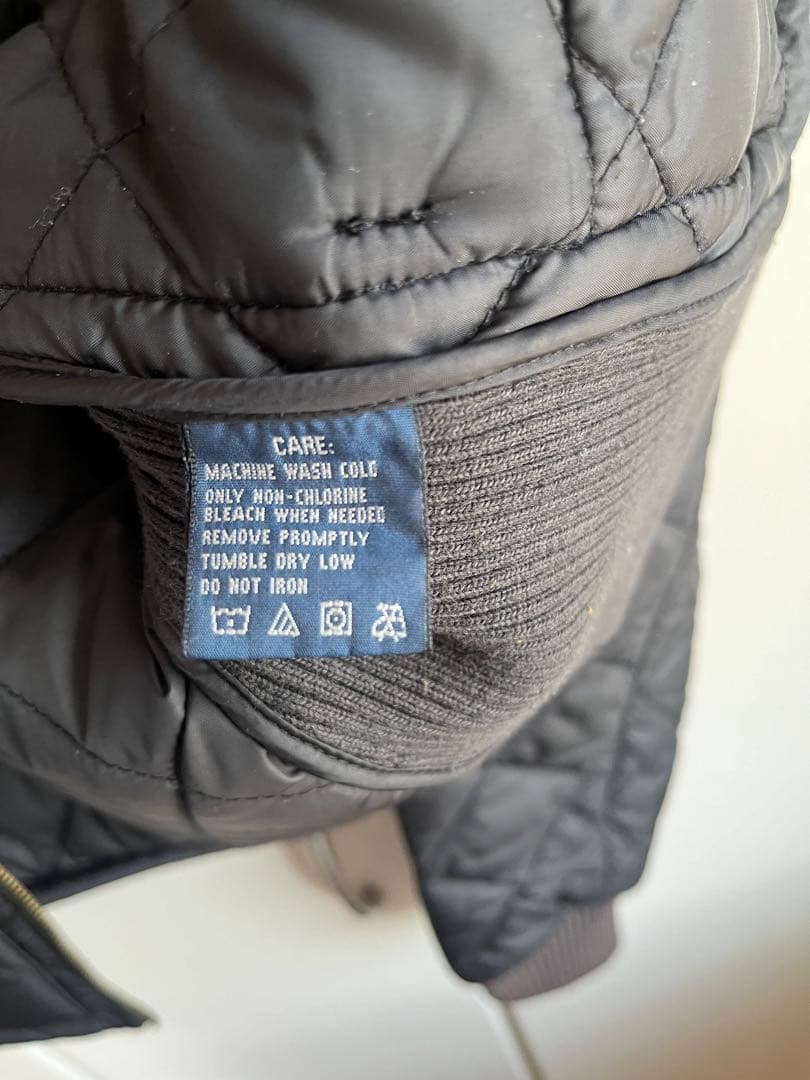 CARE:
MACHINE WASH COLD
ONLY NON-CHLORINE
BLEACH WHEN NEEDED
REMOVE PROMPTLY
TUMBLE DRY LOW
DO NOT IRON